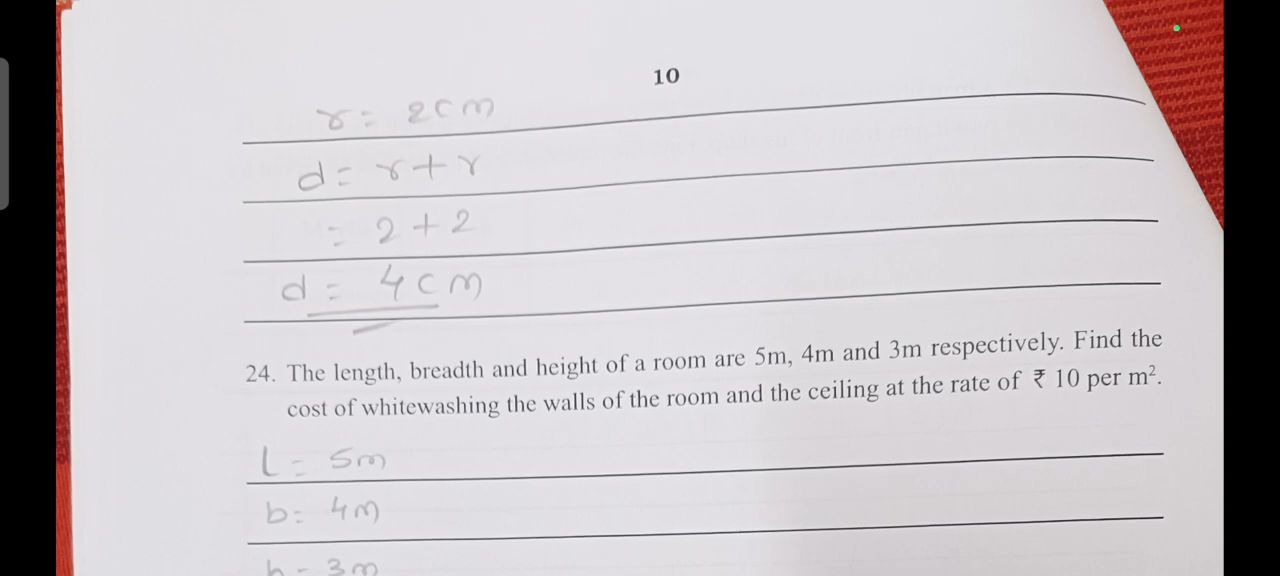 10
r = 2cm
d = r + r
= 2 + 2
d = 4cm
24. The length, breadth and height of a room are 5m, 4m and 3m respectively. Find the
cost of whitewashing the walls of the room and the ceiling at the rate of ₹ 10 per m².
l = 5m
b = 4m
h = 3m